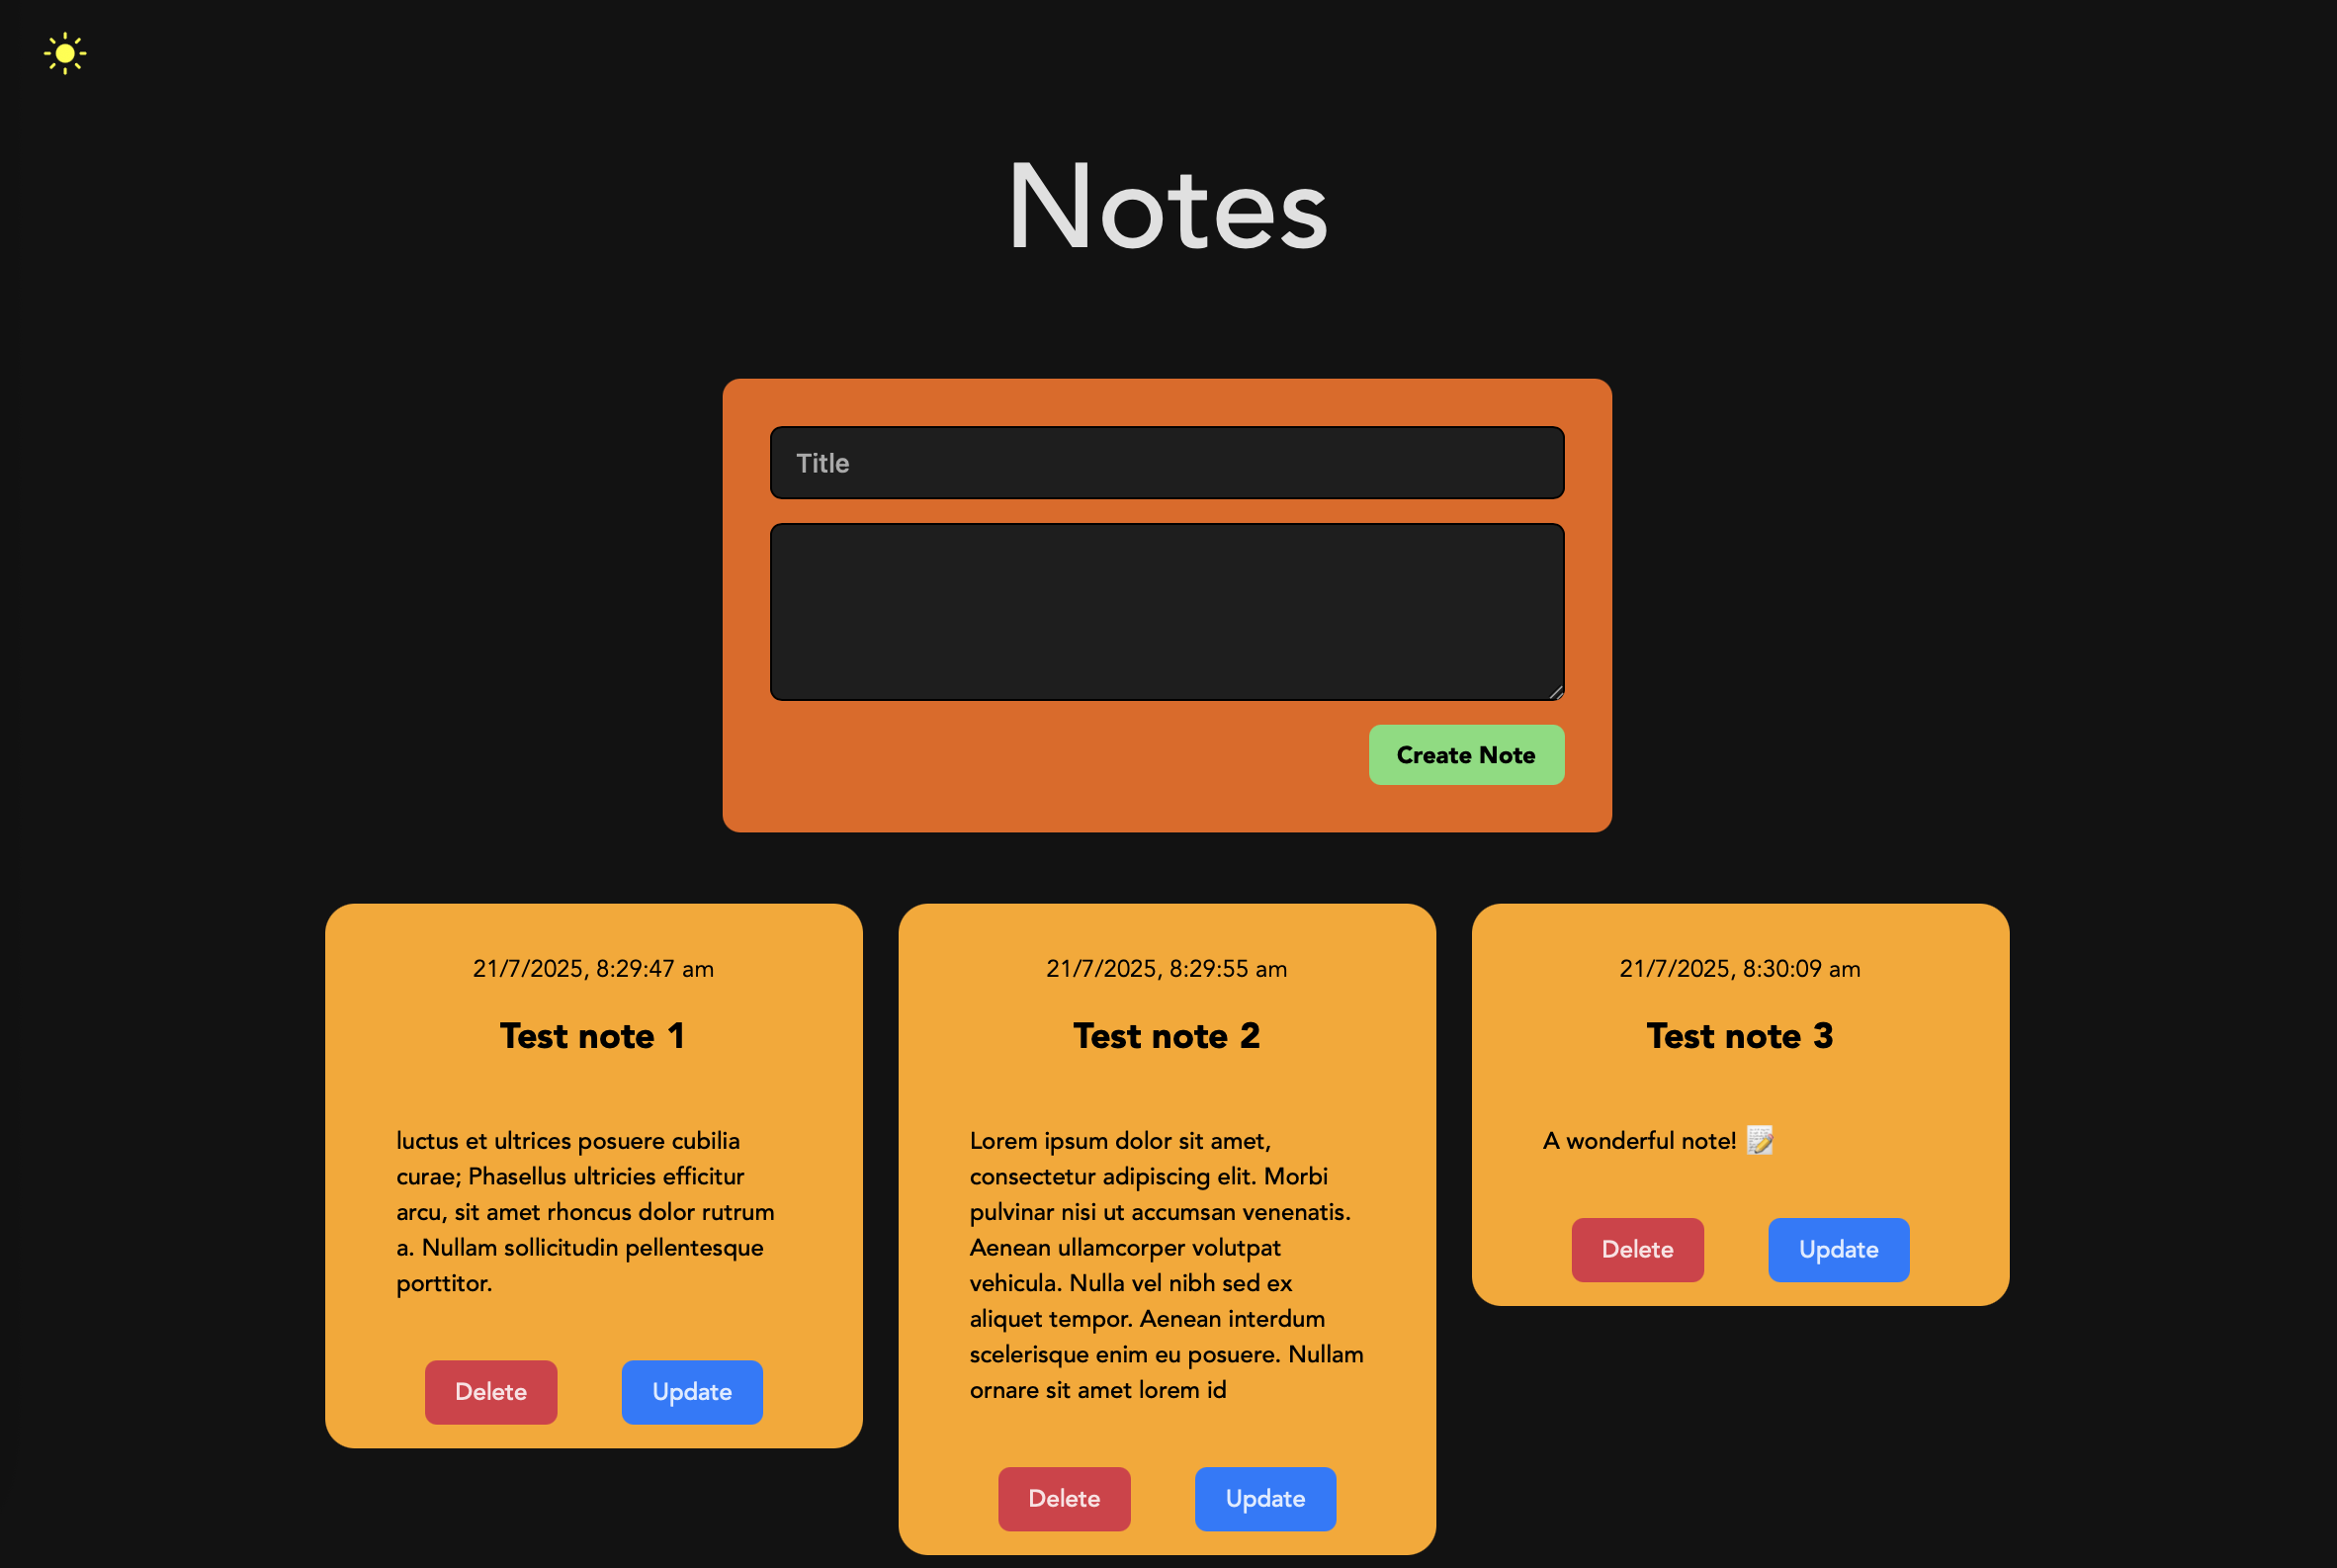 Notes
Title
Create Note
21/7/2025, 8:29:47 am
Test note 1
luctus et ultrices posuere cubilia
curae; Phasellus ultricies efficitur
arcu, sit amet rhoncus dolor rutrum
a. Nullam sollicitudin pellentesque
porttitor.
Delete
Update
21/7/2025, 8:29:55 am
Test note 2
Lorem ipsum dolor sit amet,
consectetur adipiscing elit. Morbi
pulvinar nisi ut accumsan venenatis.
Aenean ullamcorper volutpat
vehicula. Nulla vel nibh sed ex
aliquet tempor. Aenean interdum
scelerisque enim eu posuere. Nullam
ornare sit amet lorem id
Delete
Update
21/7/2025, 8:30:09 am
Test note 3
A wonderful note! 📝
Delete
Update